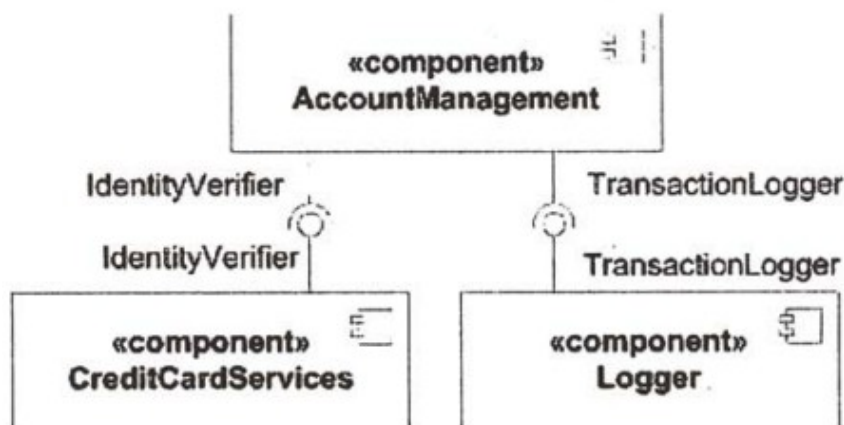 «component»
AccountManagement
IdentityVerifier
TransactionLogger
IdentityVerifier
TransactionLogger
«component»
CreditCardServices
«component»
Logger